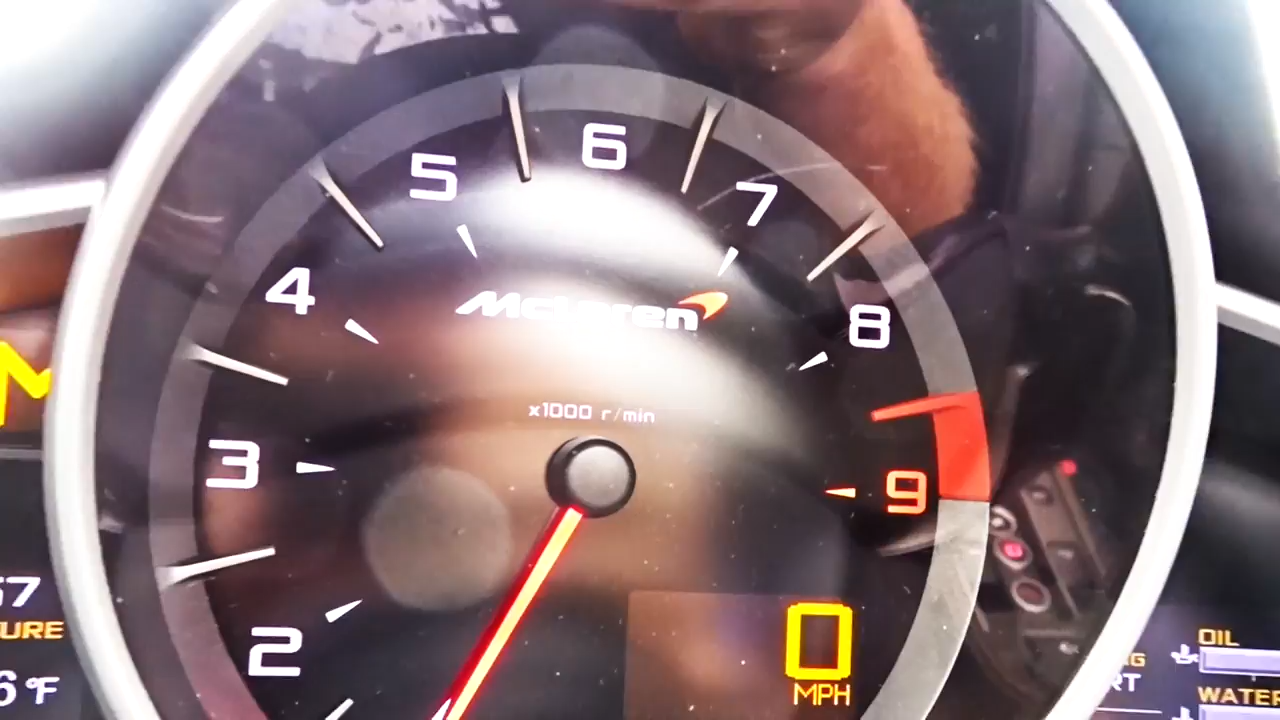 6
5
7
4
McLaren
8
x1000 r/min
3
9
57
URE
6 °F
2
0
MPH
OIL
RT
WATER